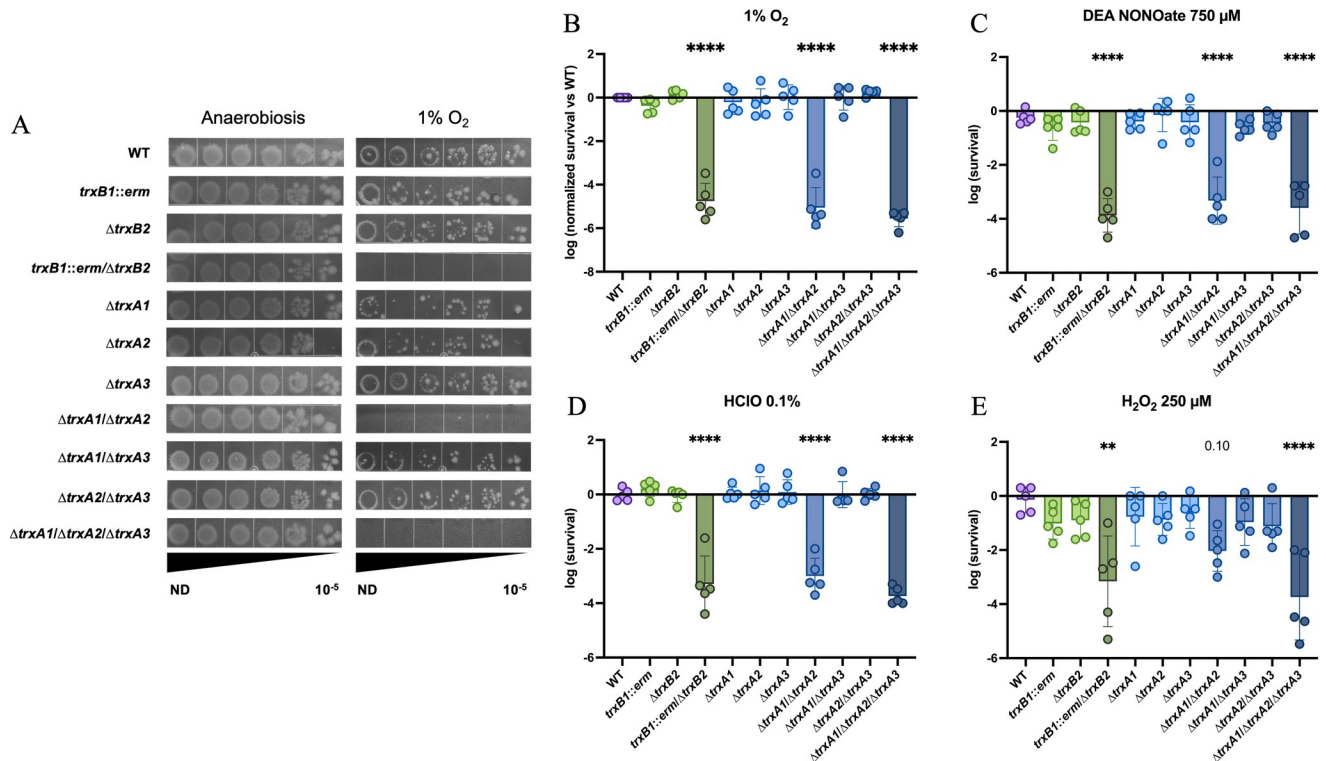 A
Anaerobiosis
1% O₂
WT
trxB1::erm
ΔtrxB2
trxB1::erm/ΔtrxB2
ΔtrxA1
ΔtrxA2
ΔtrxA3
ΔtrxA1/ΔtrxA2
ΔtrxA1/ΔtrxA3
ΔtrxA2/ΔtrxA3
ΔtrxA1/ΔtrxA2/ΔtrxA3
ND
10⁻⁵
ND
10⁻⁵
B
1% O₂
****
****
****
log (normalized survival vs WT)
2
0
-2
-4
-6
-8
WT
trxB1::erm
ΔtrxB2
trxB1::erm/ΔtrxB2
ΔtrxA1
ΔtrxA2
ΔtrxA3
ΔtrxA1/ΔtrxA2
ΔtrxA1/ΔtrxA3
ΔtrxA2/ΔtrxA3
ΔtrxA1/ΔtrxA2/ΔtrxA3
C
DEA NONOate 750 µM
****
****
****
log (survival)
2
0
-2
-4
-6
WT
trxB1::erm
ΔtrxB2
trxB1::erm/ΔtrxB2
ΔtrxA1
ΔtrxA2
ΔtrxA3
ΔtrxA1/ΔtrxA2
ΔtrxA1/ΔtrxA3
ΔtrxA2/ΔtrxA3
ΔtrxA1/ΔtrxA2/ΔtrxA3
D
HClO 0.1%
****
****
****
log (survival)
2
0
-2
-4
-6
WT
trxB1::erm
ΔtrxB2
trxB1::erm/ΔtrxB2
ΔtrxA1
ΔtrxA2
ΔtrxA3
ΔtrxA1/ΔtrxA2
ΔtrxA1/ΔtrxA3
ΔtrxA2/ΔtrxA3
ΔtrxA1/ΔtrxA2/ΔtrxA3
E
H₂O₂ 250 µM
**
0.10
****
log (survival)
2
0
-2
-4
-6
WT
trxB1::erm
ΔtrxB2
trxB1::erm/ΔtrxB2
ΔtrxA1
ΔtrxA2
ΔtrxA3
ΔtrxA1/ΔtrxA2
ΔtrxA1/ΔtrxA3
ΔtrxA2/ΔtrxA3
ΔtrxA1/ΔtrxA2/ΔtrxA3